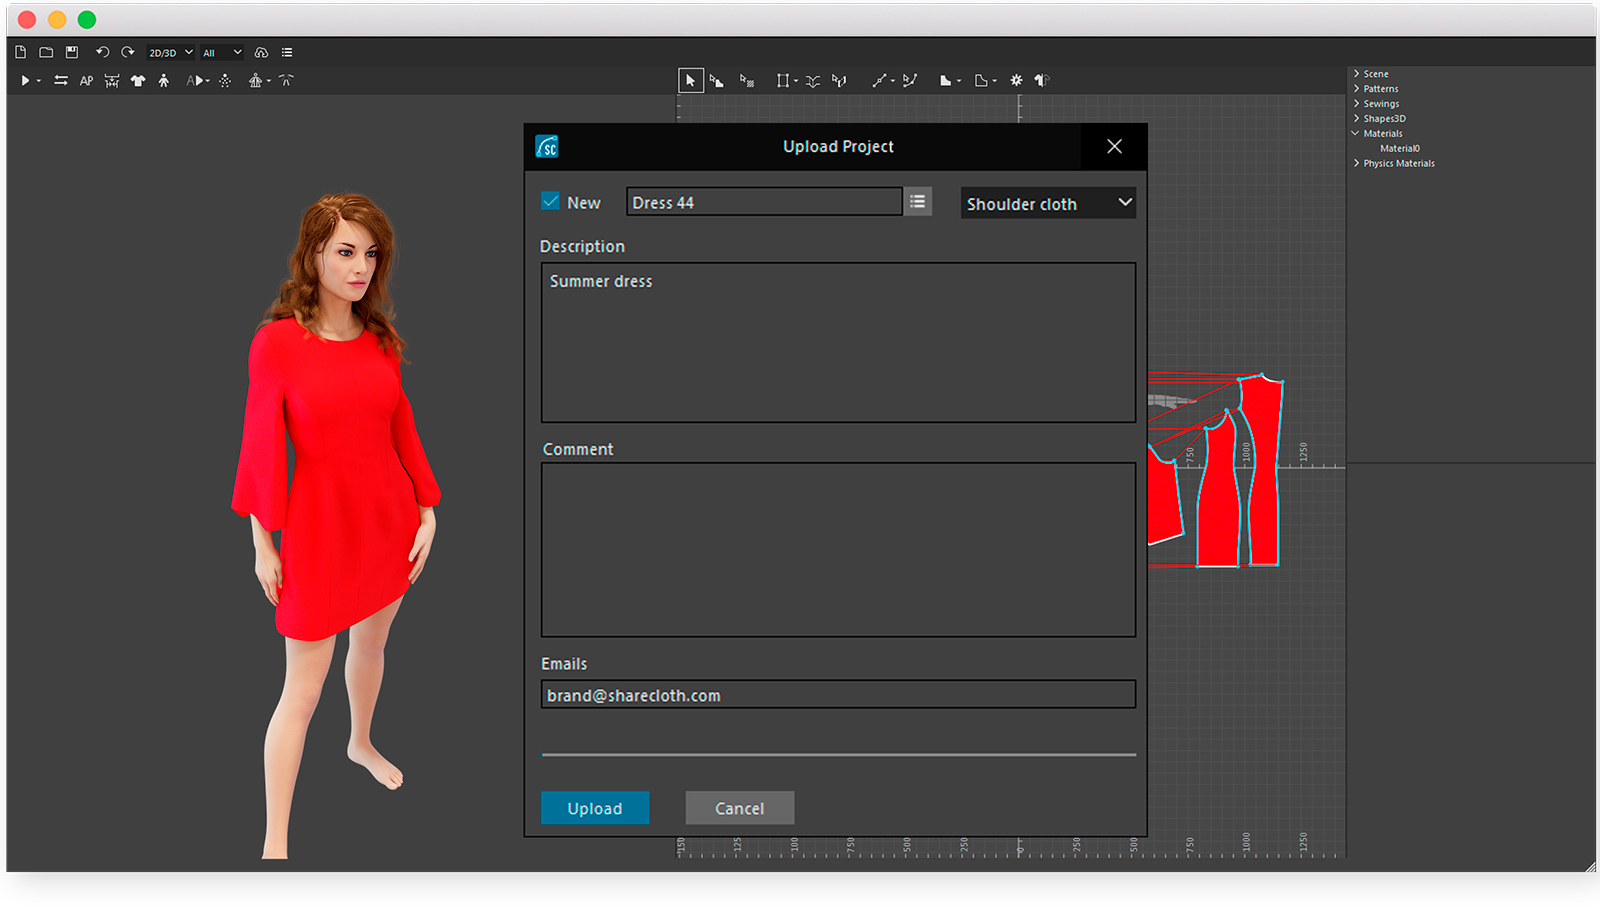 2D/3D All
AP A
Scene
Patterns
Sewings
Shapes3D
Materials
Material0
Physics Materials
SC Upload Project
New Dress 44 Shoulder cloth
Description
Summer dress
Comment
Emails
brand@sharecloth.com
Upload Cancel
750 1000 1250
150 125 100 750 500 250 0 250 500 750 1000 1250